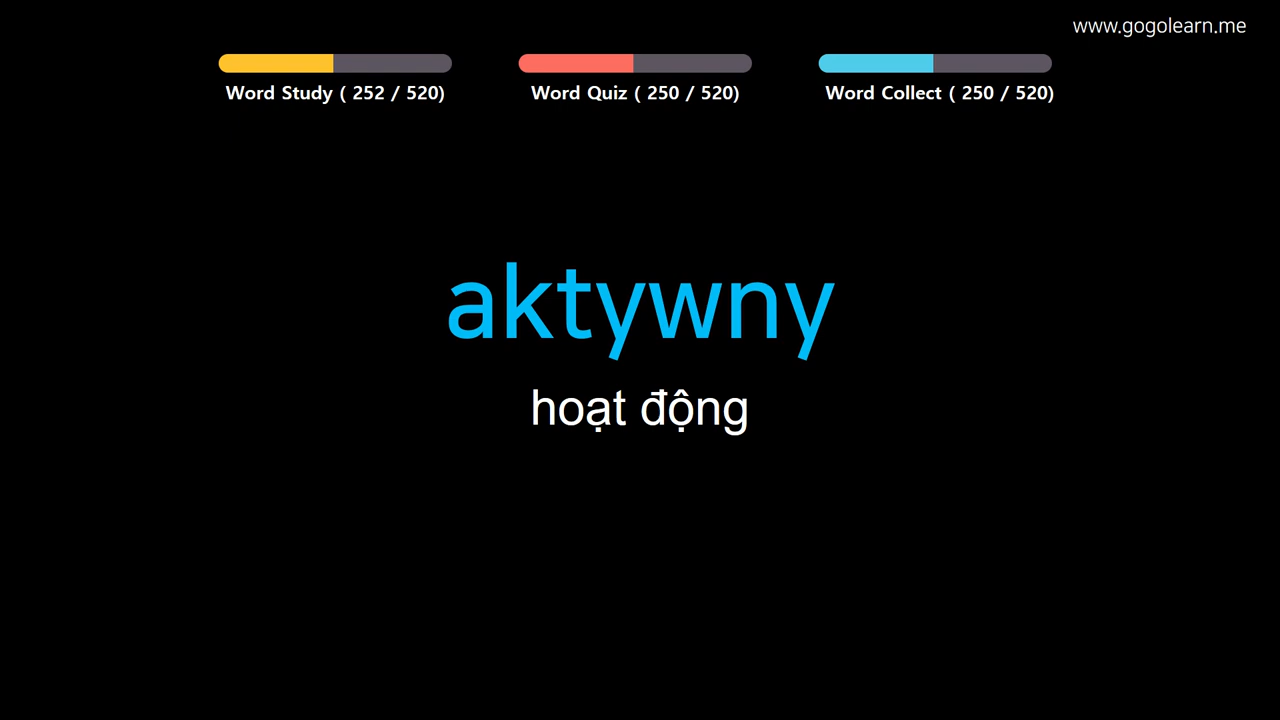 www.gogolearn.me
Word Study ( 252 / 520)
Word Quiz ( 250 / 520)
Word Collect ( 250 / 520)
aktywny
hoạt động